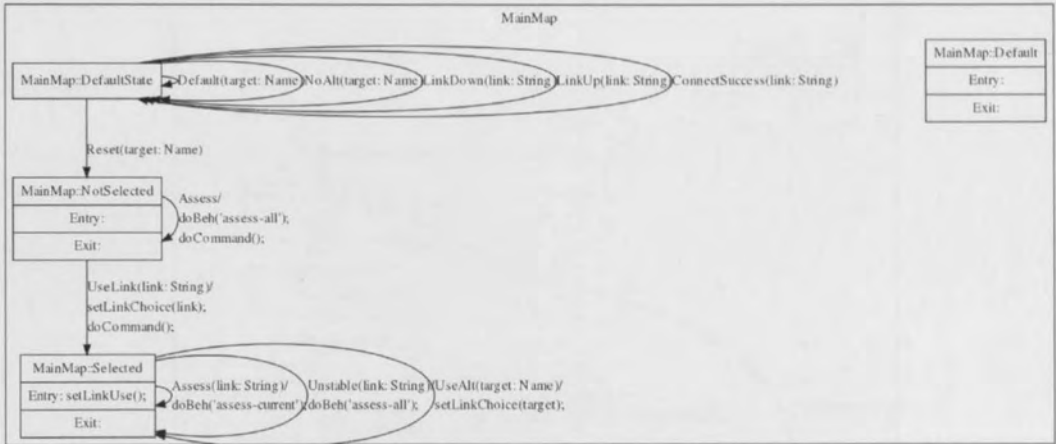 MainMap
MainMap::DefaultState
Default(target: Name)
NoAlt(target: Name)
LinkDown(link: String)
LinkUp(link: String)
ConnectSuccess(link: String)
MainMap::Default
Entry:
Exit:
Reset(target: Name)
MainMap::NotSelected
Entry:
Exit:
Assess/
doBeh('assess-all');
doCommand();
UseLink(link: String)/
setLinkChoice(link);
doCommand();
MainMap::Selected
Entry: setLinkUse();
Exit:
Assess(link: String)/
doBeh('assess-current');
Unstable(link: String)/
doBeh('assess-all');
UseAlt(target: Name)/
setLinkChoice(target);